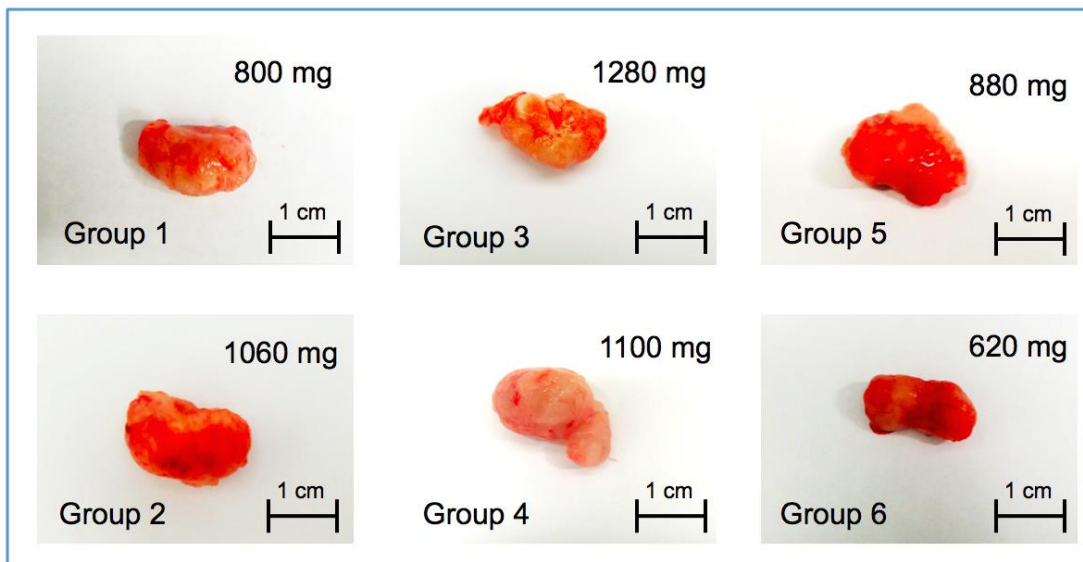 800 mg
1 cm
Group 1
1280 mg
1 cm
Group 3
880 mg
1 cm
Group 5
1060 mg
1 cm
Group 2
1100 mg
1 cm
Group 4
620 mg
1 cm
Group 6